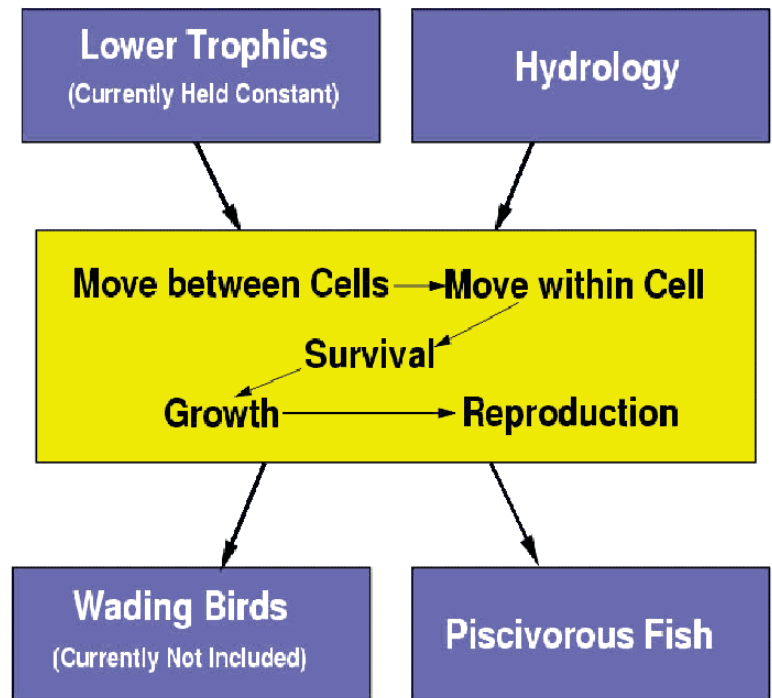 Lower Trophics
(Currently Held Constant)
Hydrology
Move between Cells
Move within Cell
Survival
Growth
Reproduction
Wading Birds
(Currently Not Included)
Piscivorous Fish